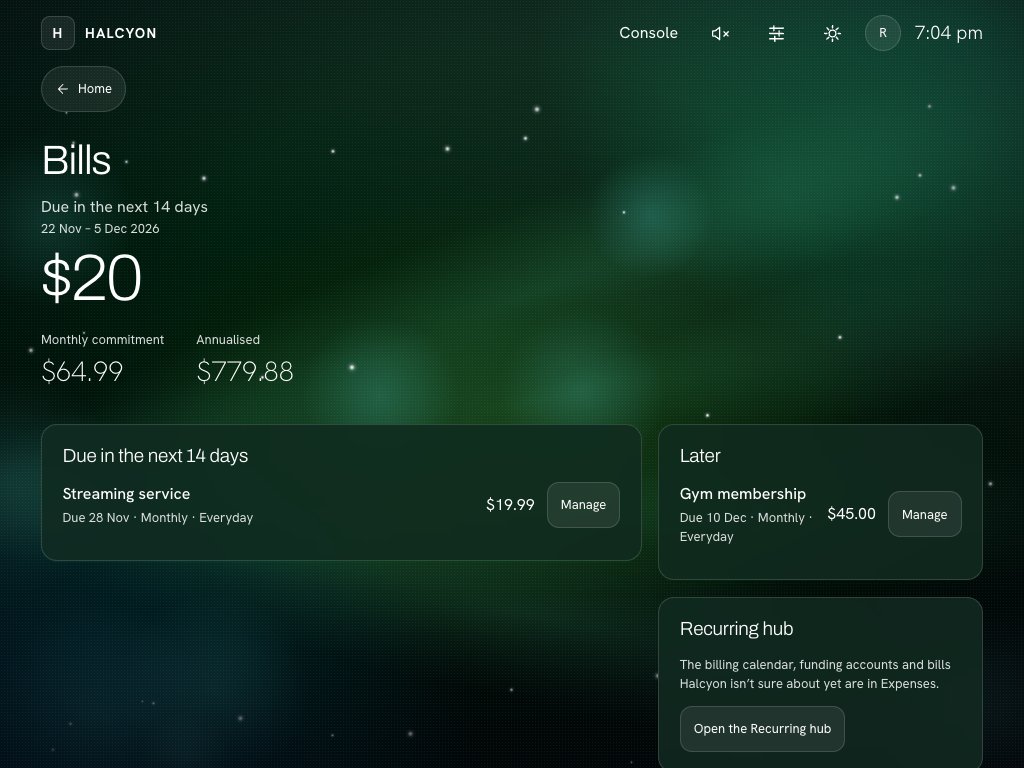 H HALCYON
Console
R
7:04 pm
Home
Bills
Due in the next 14 days
22 Nov – 5 Dec 2026
$20
Monthly commitment
$64.99
Annualised
$779.88
Due in the next 14 days
Streaming service
Due 28 Nov · Monthly · Everyday
$19.99
Manage
Later
Gym membership
Due 10 Dec · Monthly ·
Everyday
$45.00
Manage
Recurring hub
The billing calendar, funding accounts and bills
Halcyon isn’t sure about yet are in Expenses.
Open the Recurring hub